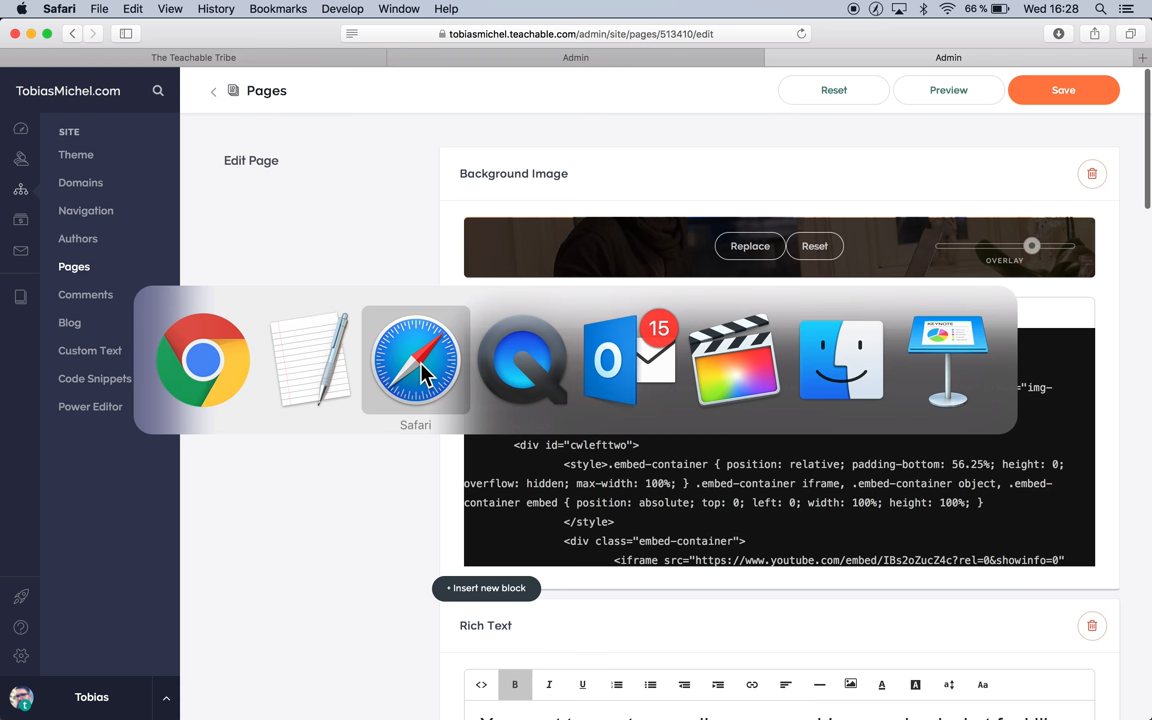 Safari File Edit View History Bookmarks Develop Window Help 66 % Wed 16:28
tobiasmichel.teachable.com/admin/site/pages/513410/edit
The Teachable Tribe Admin Admin
TobiasMichel.com
Pages
Reset Preview Save
SITE
Theme
Domains
Navigation
Authors
Pages
Comments
Blog
Custom Text
Code Snippets
Power Editor
Edit Page
Background Image
Replace Reset
OVERLAY
15
KEYNOTE
Safari
="img-
<div id="cwlefttwo">
<style>.embed-container { position: relative; padding-bottom: 56.25%; height: 0;
overflow: hidden; max-width: 100%; } .embed-container iframe, .embed-container object, .embed-
container embed { position: absolute; top: 0; left: 0; width: 100%; height: 100%; }
</style>
<div class="embed-container">
<iframe src="https://www.youtube.com/embed/IBs2oZucZ4c?rel=0&showinfo=0"
+ Insert new block
Rich Text
<> B I U A A Aa
Tobias